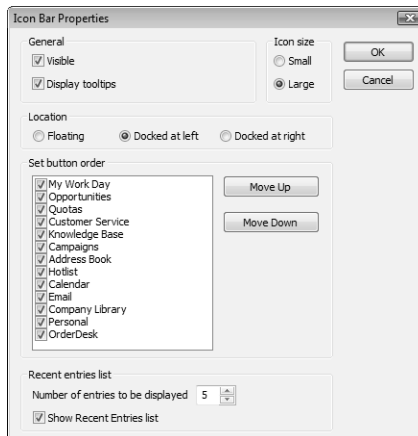 Icon Bar Properties
General
Visible
Display tooltips
Icon size
Small
Large
OK
Cancel
Location
Floating
Docked at left
Docked at right
Set button order
My Work Day
Opportunities
Quotas
Customer Service
Knowledge Base
Campaigns
Address Book
Hotlist
Calendar
Email
Company Library
Personal
OrderDesk
Move Up
Move Down
Recent entries list
Number of entries to be displayed 5
Show Recent Entries list